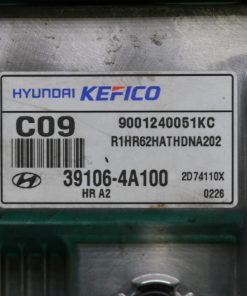 HYUNDAI KEFICO
C09 9001240051KC
R1HR62HATHDNA202
39106-4A100 2D74110X
HR A2 0226